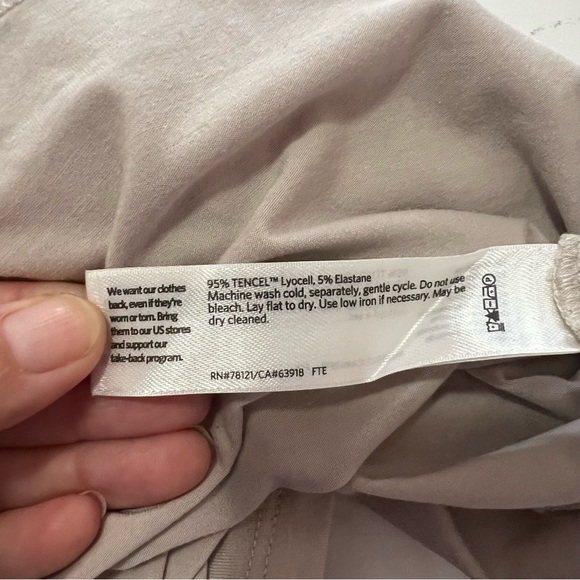 We want our clothes
back, even if they're
worn or torn. Bring
them to our US stores
and support our
take-back program.
95% TENCEL™ Lyocell, 5% Elastane
Machine wash cold, separately, gentle cycle. Do not use
bleach. Lay flat to dry. Use low iron if necessary. May be
dry cleaned.
RN#78121/CA#63918 FTE